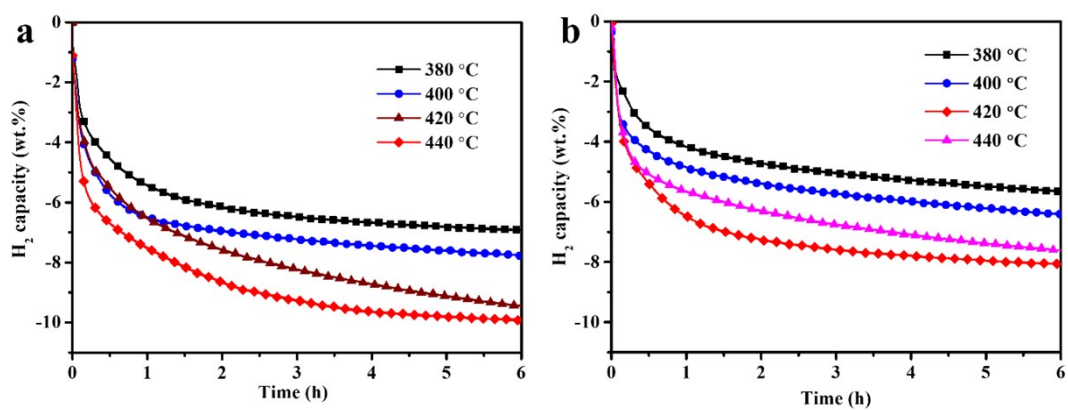 a
H₂ capacity (wt.%)
0
-2
-4
-6
-8
-10
380 °C
400 °C
420 °C
440 °C
0 1 2 3 4 5 6
Time (h)
b
H₂ capacity (wt.%)
0
-2
-4
-6
-8
-10
380 °C
400 °C
420 °C
440 °C
0 1 2 3 4 5 6
Time (h)